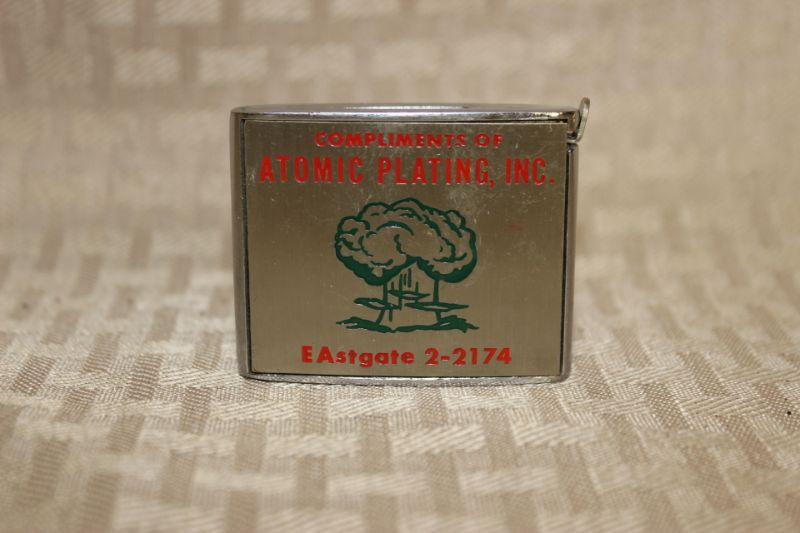 COMPLIMENTS OF
ATOMIC PLATING, INC.
EAstgate 2-2174